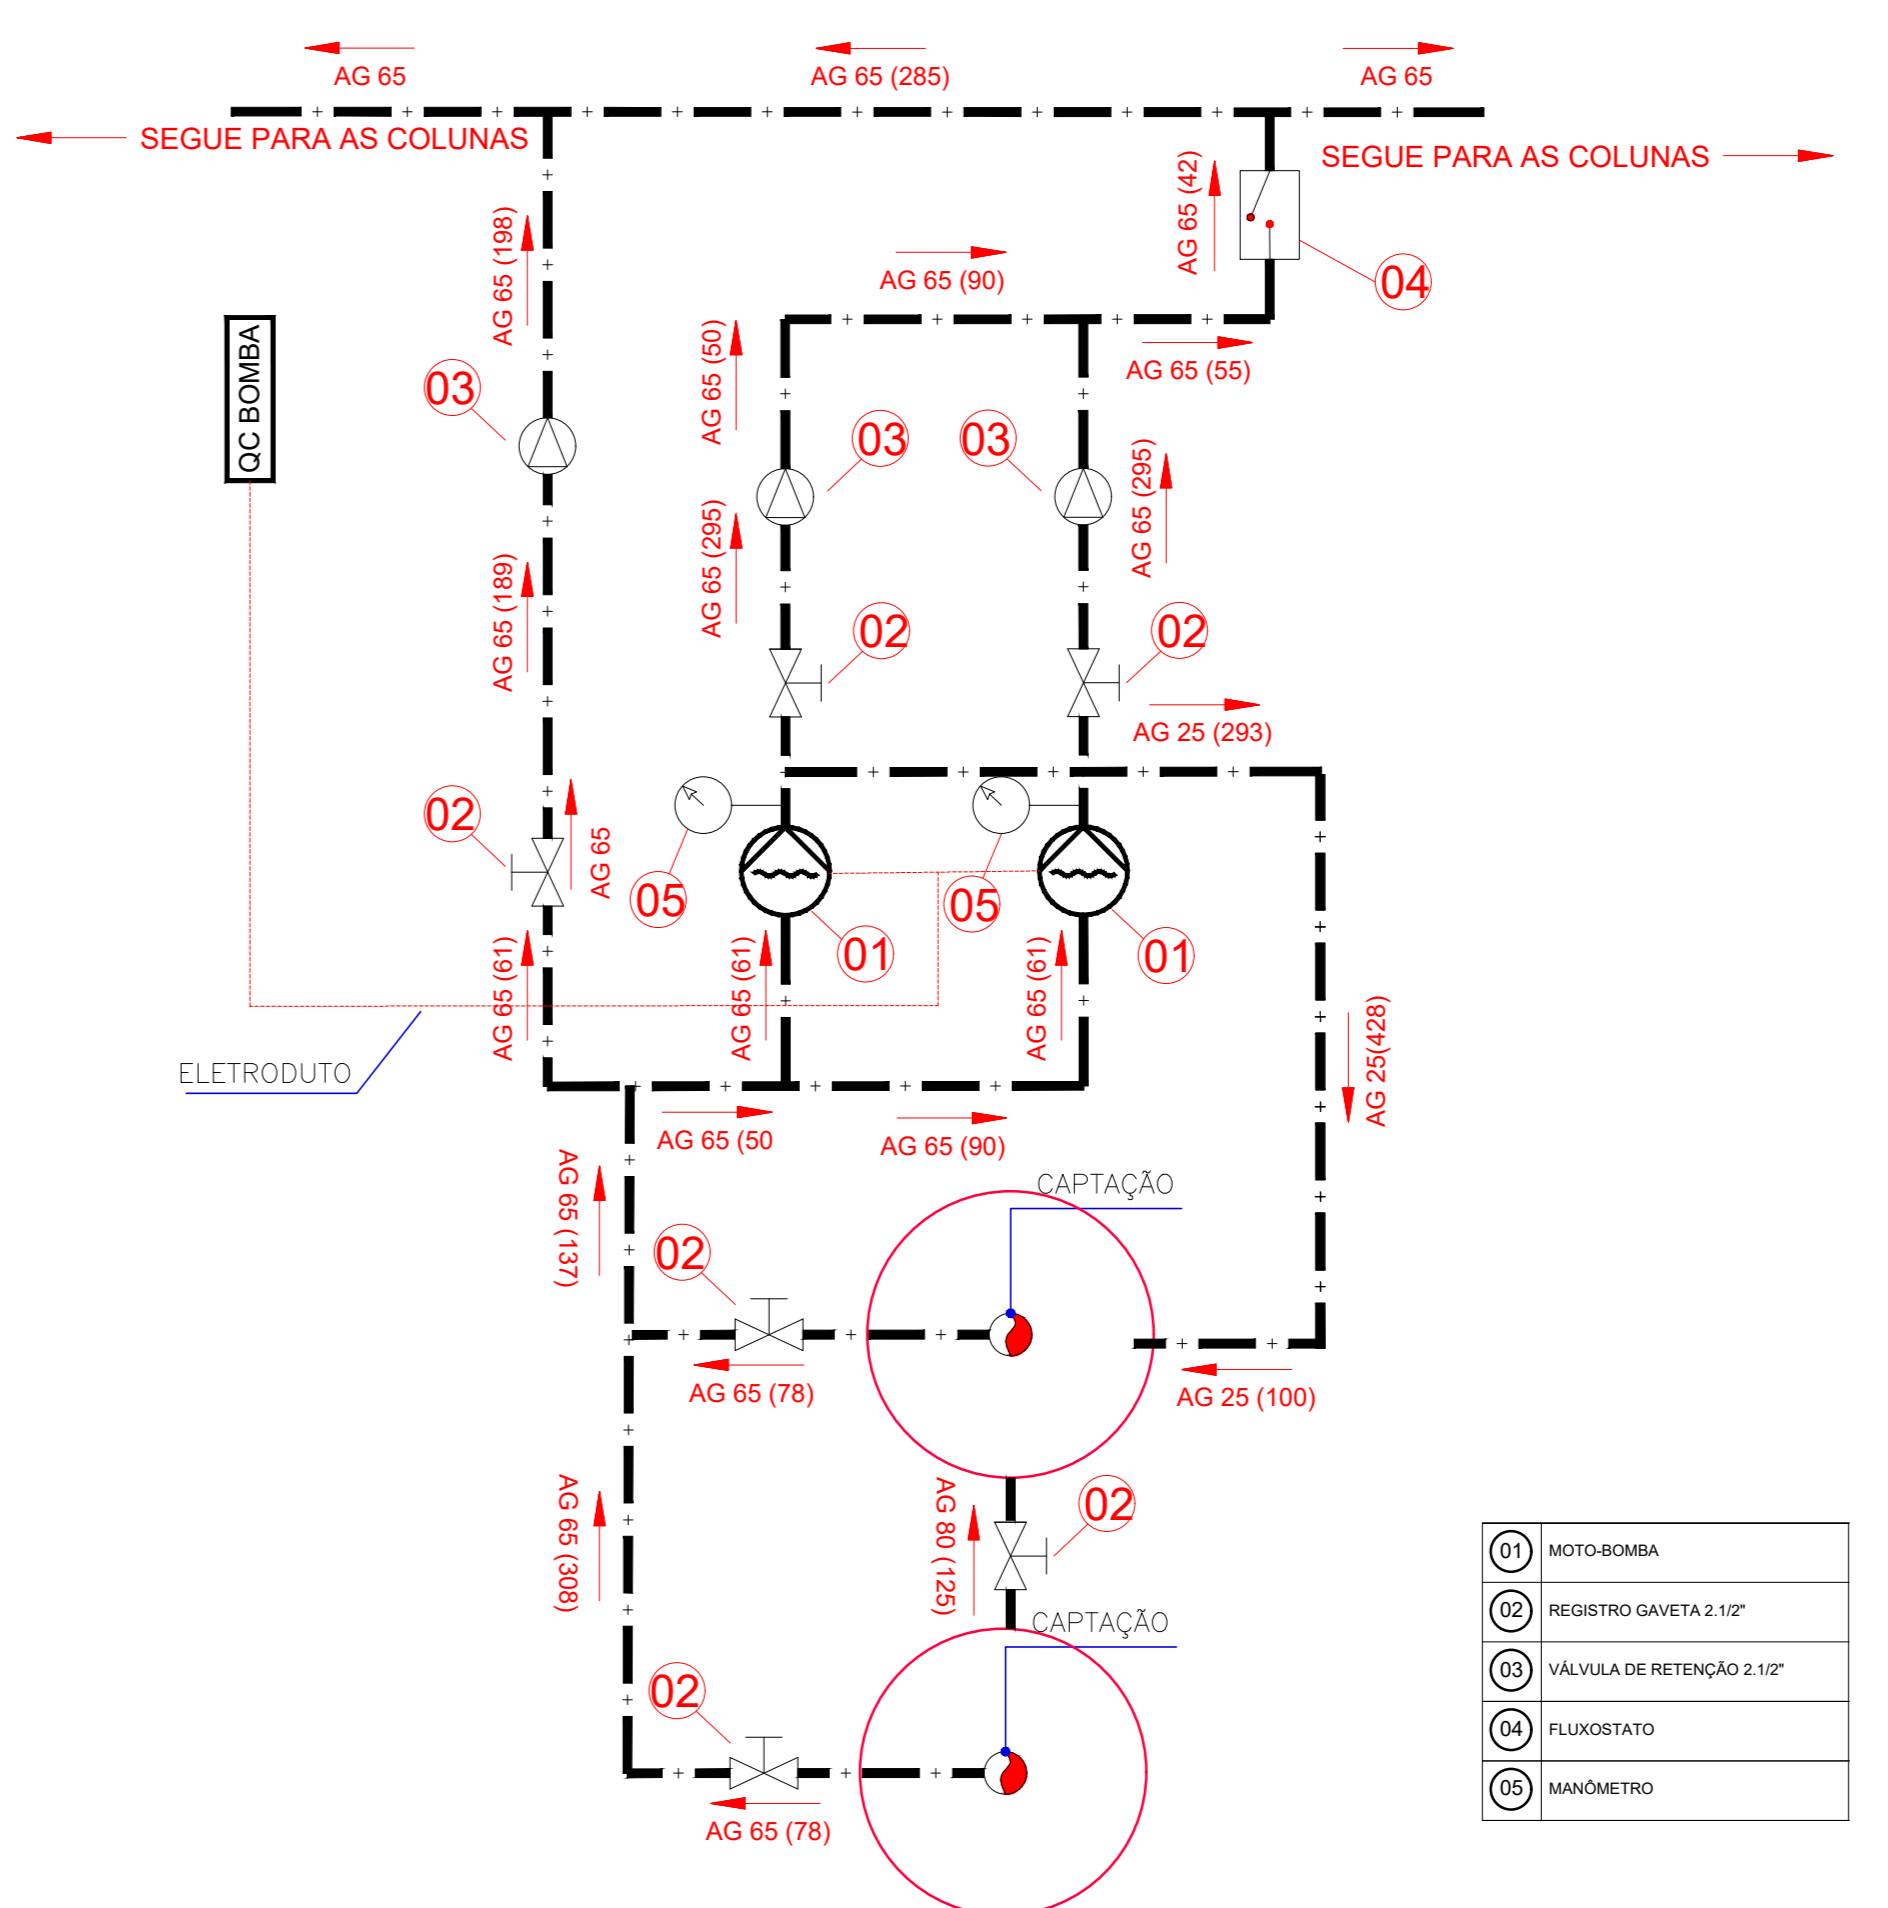 AG 65
AG 65 (285)
AG 65
SEGUE PARA AS COLUNAS
SEGUE PARA AS COLUNAS
AG 65 (42)
AG 65 (198)
AG 65 (90)
04
QC BOMBA
AG 65 (50)
AG 65 (55)
03
03
03
AG 65 (295)
AG 65 (295)
AG 65 (189)
02
02
AG 25 (293)
02
AG 65
05
05
01
01
AG 65 (61)
AG 65 (61)
AG 65 (61)
AG 25(428)
ELETRODUTO
AG 65 (50
AG 65 (90)
AG 65 (137)
CAPTAÇÃO
02
AG 65 (78)
AG 25 (100)
AG 65 (308)
AG 80 (125)
02
CAPTAÇÃO
02
AG 65 (78)
01 MOTO-BOMBA
02 REGISTRO GAVETA 2.1/2"
03 VÁLVULA DE RETENÇÃO 2.1/2"
04 FLUXOSTATO
05 MANÔMETRO